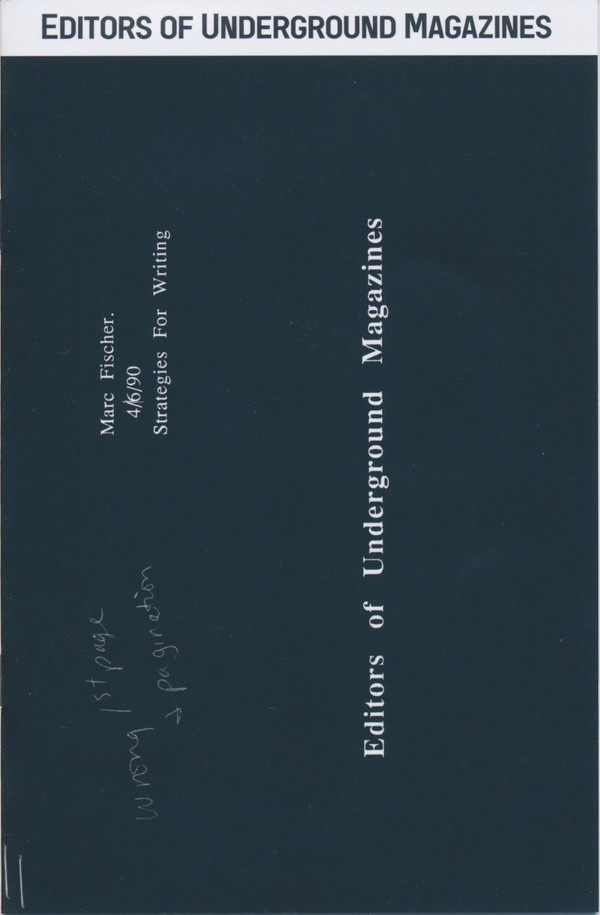 EDITORS OF UNDERGROUND MAGAZINES
Marc Fischer.
4/6/90
Strategies For Writing
Editors of Underground Magazines
wrong 1st page
→ pagination